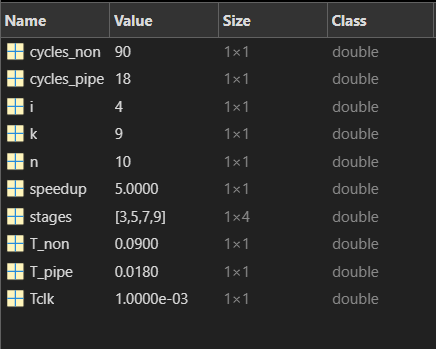 Name Value Size Class
cycles_non 90 1×1 double
cycles_pipe 18 1×1 double
i 4 1×1 double
k 9 1×1 double
n 10 1×1 double
speedup 5.0000 1×1 double
stages [3,5,7,9] 1×4 double
T_non 0.0900 1×1 double
T_pipe 0.0180 1×1 double
Tclk 1.0000e-03 1×1 double